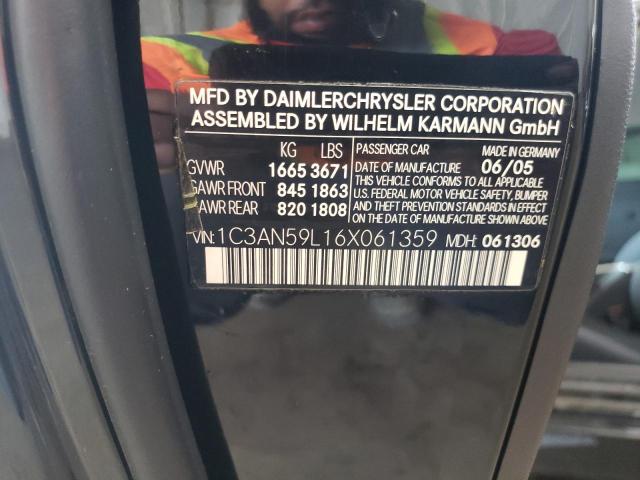 MFD BY DAIMLERCHRYSLER CORPORATION
ASSEMBLED BY WILHELM KARMANN GmbH
KG LBS
GVWR 1665 3671
GAWR FRONT 845 1863
GAWR REAR 820 1808
PASSENGER CAR MADE IN GERMANY
DATE OF MANUFACTURE 06/05
THIS VEHICLE CONFORMS TO ALL APPLICABLE
U.S. FEDERAL MOTOR VEHICLE SAFETY, BUMPER
AND THEFT PREVENTION STANDARDS IN EFFECT
ON THE DATE OF MANUFACTURE SHOWN ABOVE.
VIN: 1C3AN59L16X061359 MDH: 061306